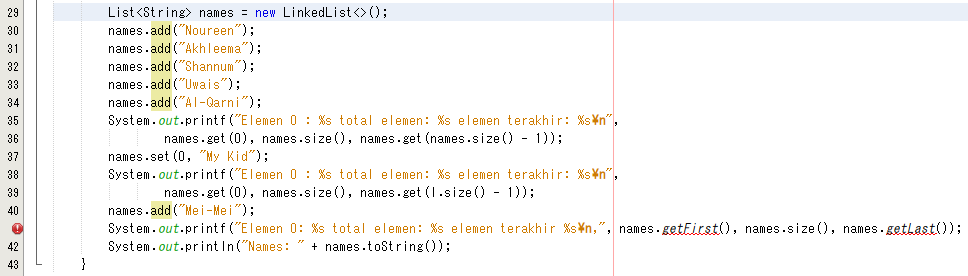 29 List<String> names = new LinkedList<>();
30 names.add("Noureen");
31 names.add("Akhleema");
32 names.add("Shannum");
33 names.add("Uwais");
34 names.add("Al-Qarni");
35 System.out.printf("Elemen 0 : %s total elemen: %s elemen terakhir: %s¥n",
36 names.get(0), names.size(), names.get(names.size() - 1));
37 names.set(0, "My Kid");
38 System.out.printf("Elemen 0 : %s total elemen: %s elemen terakhir: %s¥n",
39 names.get(0), names.size(), names.get(l.size() - 1));
40 names.add("Mei-Mei");
System.out.printf("Elemen 0: %s total elemen: %s elemen terakhir %s¥n,", names.getFirst(), names.size(), names.getLast());
42 System.out.println("Names: " + names.toString());
43 }